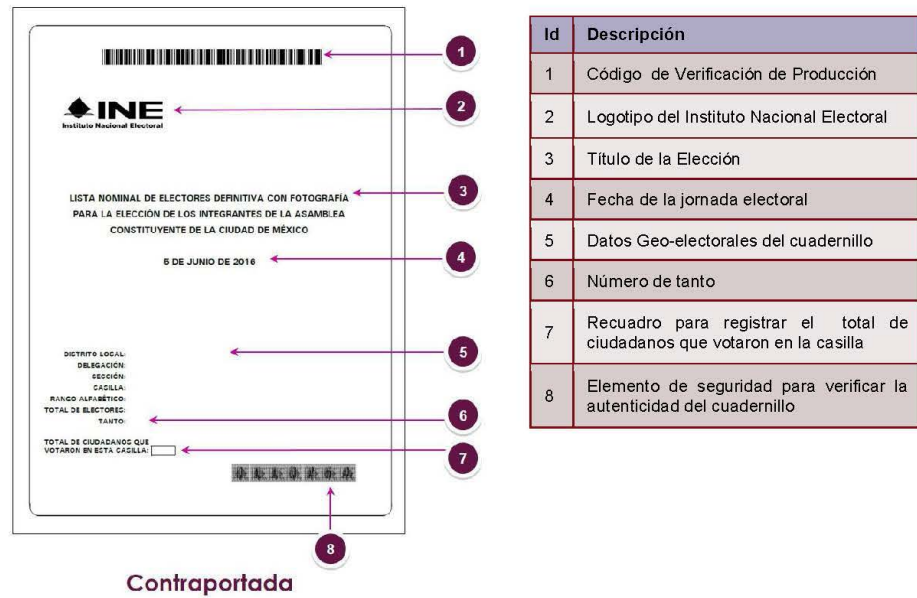 1
INE
Instituto Nacional Electoral
2
LISTA NOMINAL DE ELECTORES DEFINITIVA CON FOTOGRAFÍA
PARA LA ELECCIÓN DE LOS INTEGRANTES DE LA ASAMBLEA
CONSTITUYENTE DE LA CIUDAD DE MÉXICO
3
5 DE JUNIO DE 2016
4
DISTRITO LOCAL:
DELEGACIÓN:
SECCIÓN:
CASILLA:
RANGO ALFABÉTICO:
TOTAL DE ELECTORES:
TANTO:
5
6
TOTAL DE CIUDADANOS QUE
VOTARON EN ESTA CASILLA:
7
8
Contraportada
Id Descripción
1 Código de Verificación de Producción
2 Logotipo del Instituto Nacional Electoral
3 Título de la Elección
4 Fecha de la jornada electoral
5 Datos Geo-electorales del cuadernillo
6 Número de tanto
7 Recuadro para registrar el total de
ciudadanos que votaron en la casilla
8 Elemento de seguridad para verificar la
autenticidad del cuadernillo